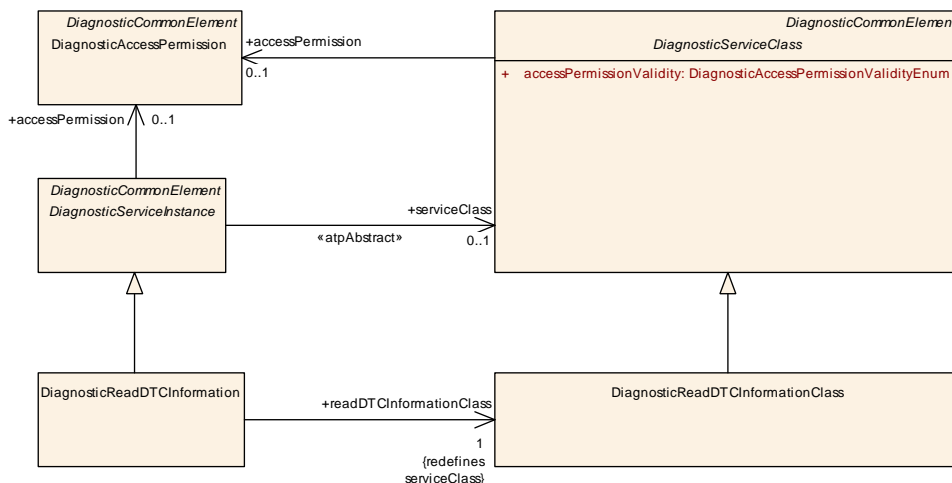 DiagnosticCommonElement
DiagnosticAccessPermission
+accessPermission
0..1
DiagnosticCommonElement
DiagnosticServiceClass
+ accessPermissionValidity: DiagnosticAccessPermissionValidityEnum
+accessPermission
0..1
DiagnosticCommonElement
DiagnosticServiceInstance
+serviceClass
«atpAbstract»
0..1
DiagnosticReadDTCInformation
+readDTCInformationClass
1
{redefines
serviceClass}
DiagnosticReadDTCInformationClass